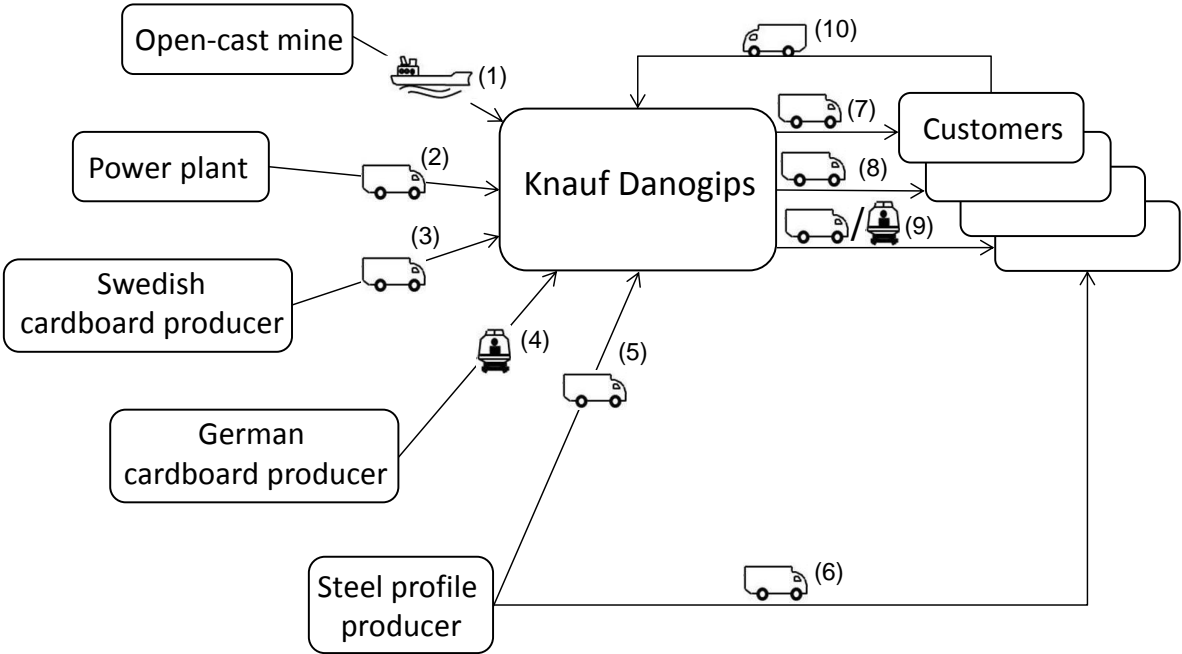 Open-cast mine
(1)
(10)
Power plant
(2)
Knauf Danogips
(7)
Customers
(8)
/
(9)
(3)
Swedish
cardboard producer
(4)
(5)
German
cardboard producer
Steel profile
producer
(6)